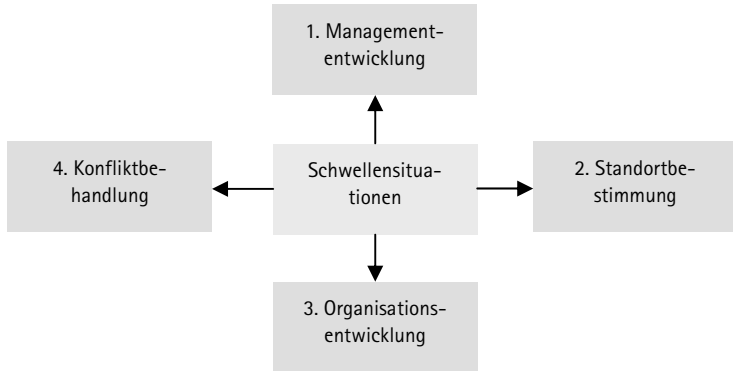 1. Management-
entwicklung
4. Konfliktbe-
handlung
Schwellensitua-
tionen
2. Standortbe-
stimmung
3. Organisations-
entwicklung